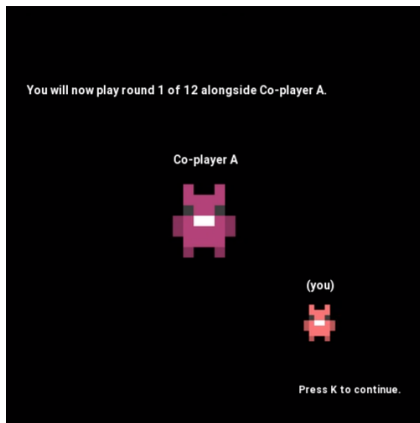 You will now play round 1 of 12 alongside Co-player A.
Co-player A
(you)
Press K to continue.